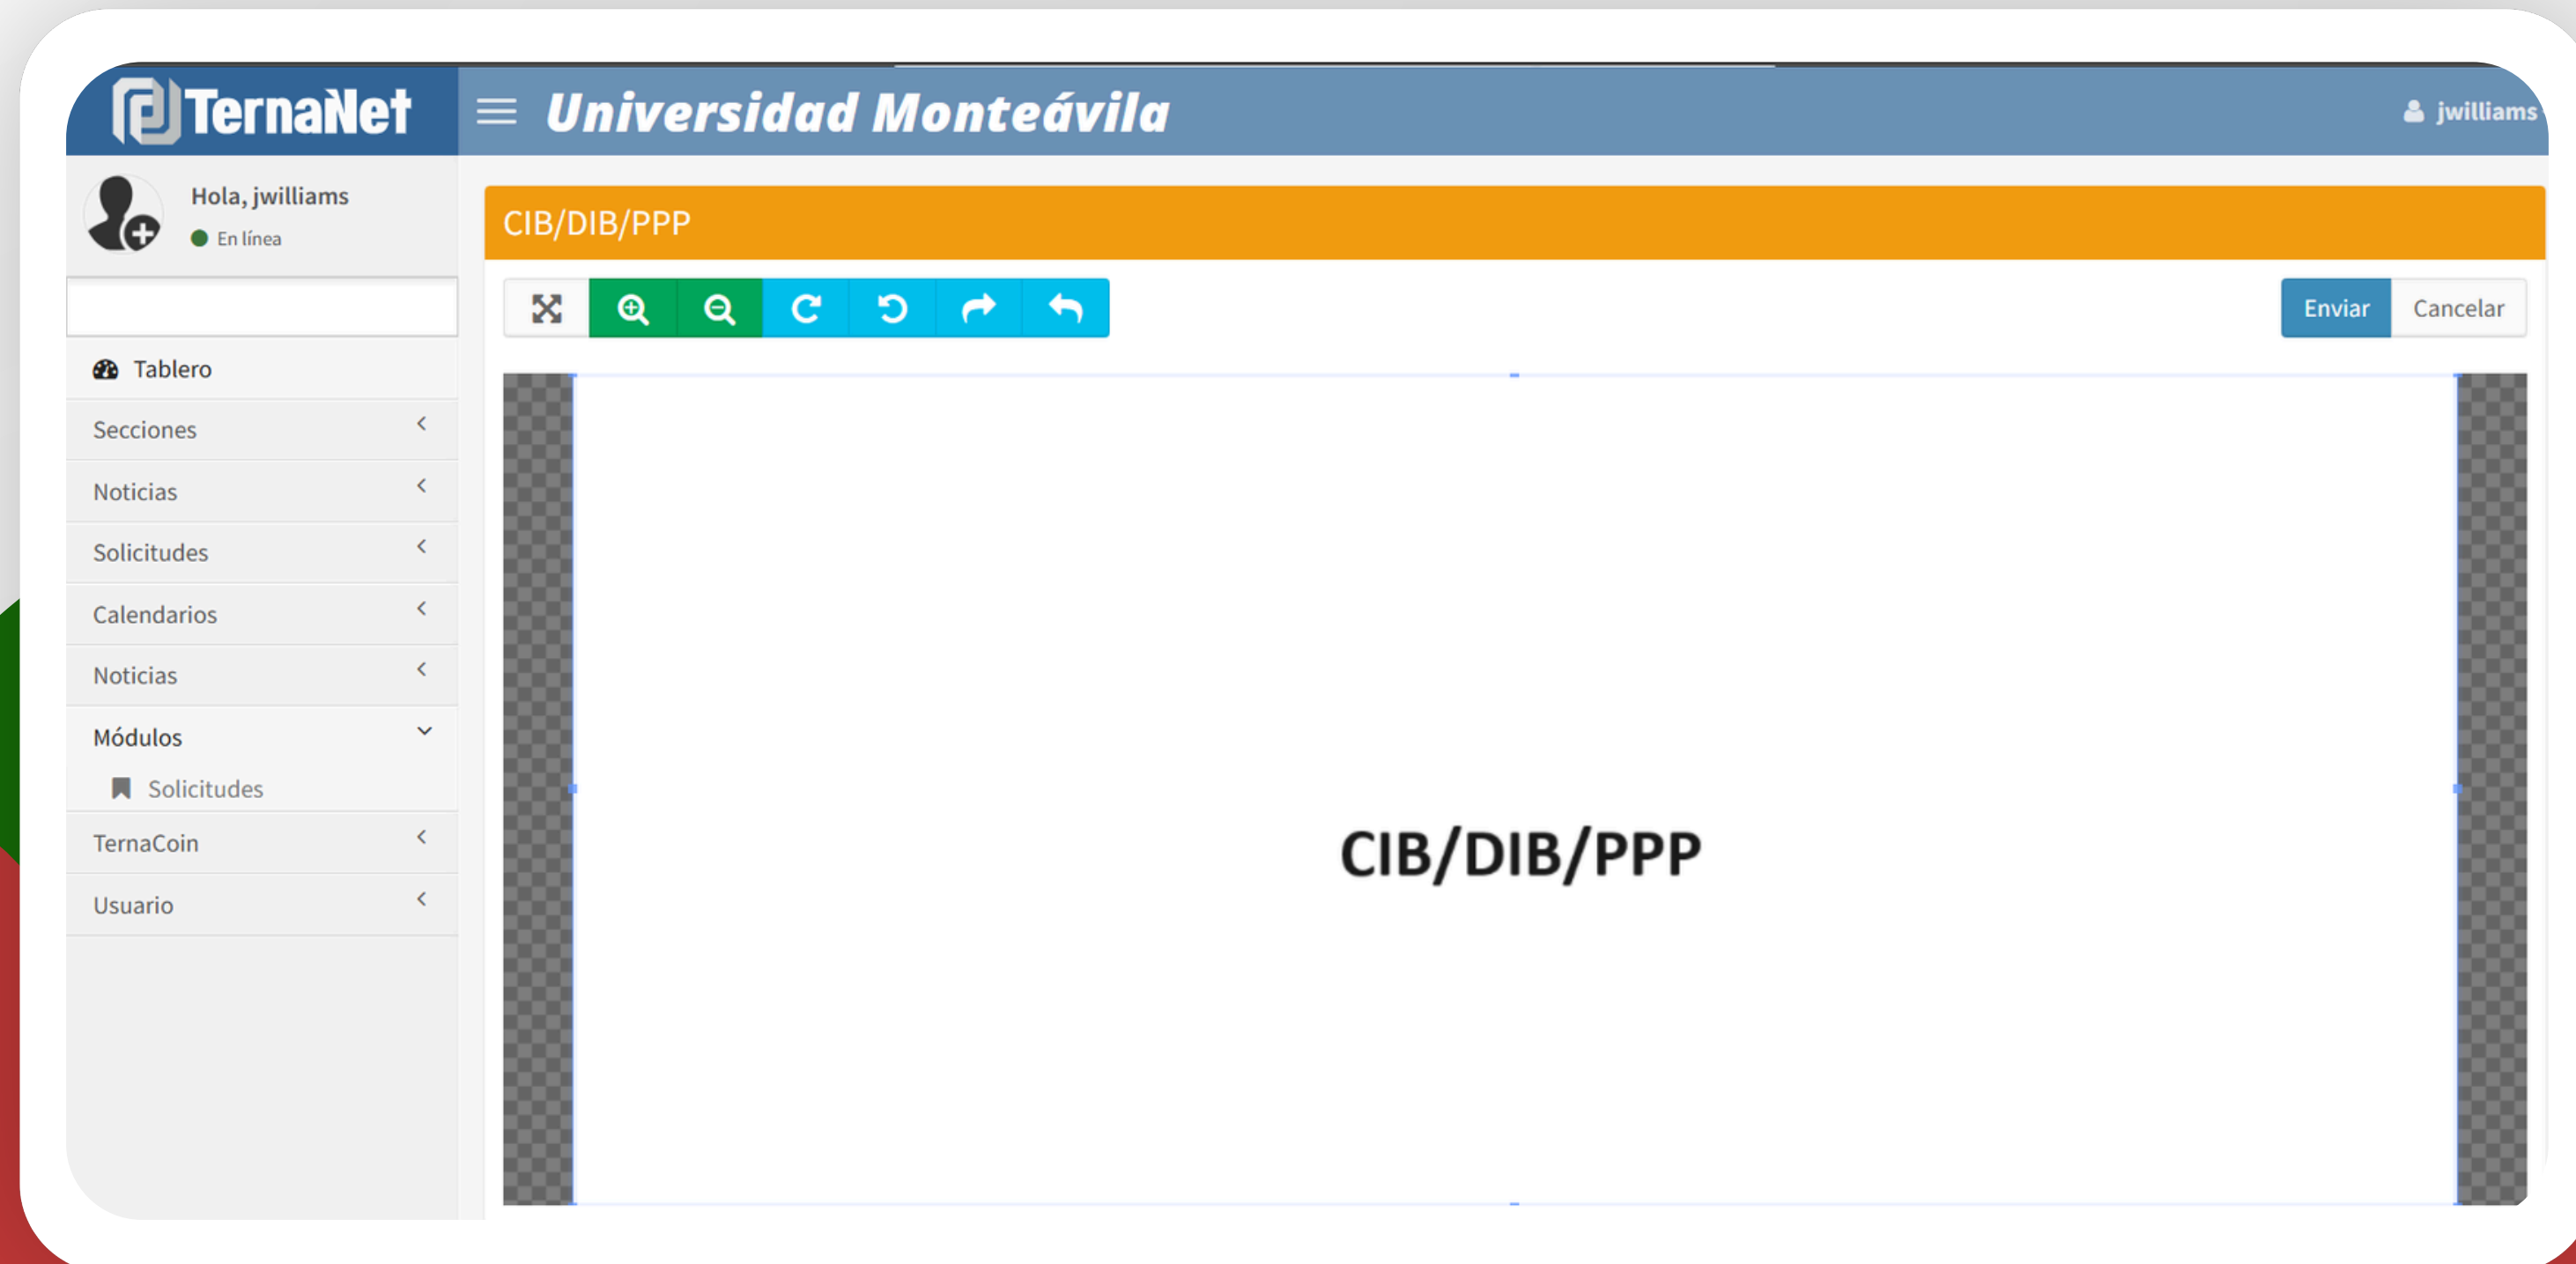 TernaNet
Universidad Monteávila
jwilliams
Hola, jwilliams
En línea
Tablero
Secciones
Noticias
Solicitudes
Calendarios
Noticias
Módulos
Solicitudes
TernaCoin
Usuario
CIB/DIB/PPP
Enviar Cancelar
CIB/DIB/PPP